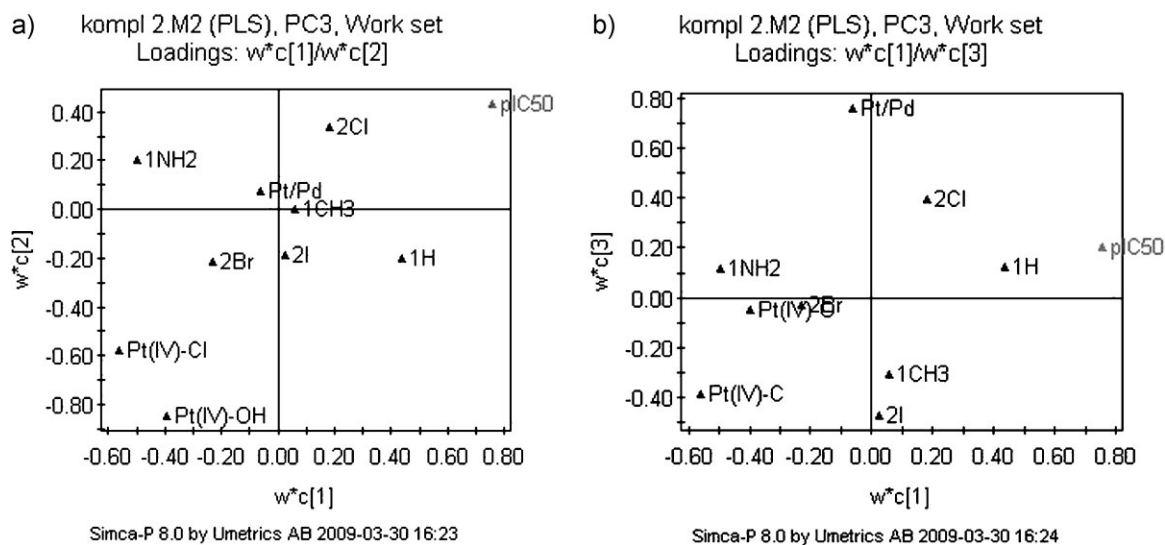 a)
kompl 2.M2 (PLS), PC3, Work set
Loadings: w*c[1]/w*c[2]
0.40
0.20
0.00
-0.20
-0.40
-0.60
-0.80
w*c[2]
pIC50
2Cl
1NH2
Pt/Pd
1CH3
2Br
2I
1H
Pt(IV)-Cl
Pt(IV)-OH
-0.60 -0.40 -0.20 0.00 0.20 0.40 0.60 0.80
w*c[1]
Simca-P 8.0 by Umetrics AB 2009-03-30 16:23
b)
kompl 2.M2 (PLS), PC3, Work set
Loadings: w*c[1]/w*c[3]
0.80
0.60
0.40
0.20
0.00
-0.20
-0.40
w*c[3]
Pt/Pd
2Cl
pIC50
1NH2
1H
Pt(IV)-O
2Br
1CH3
Pt(IV)-C
2I
-0.60 -0.40 -0.20 0.00 0.20 0.40 0.60 0.80
w*c[1]
Simca-P 8.0 by Umetrics AB 2009-03-30 16:24